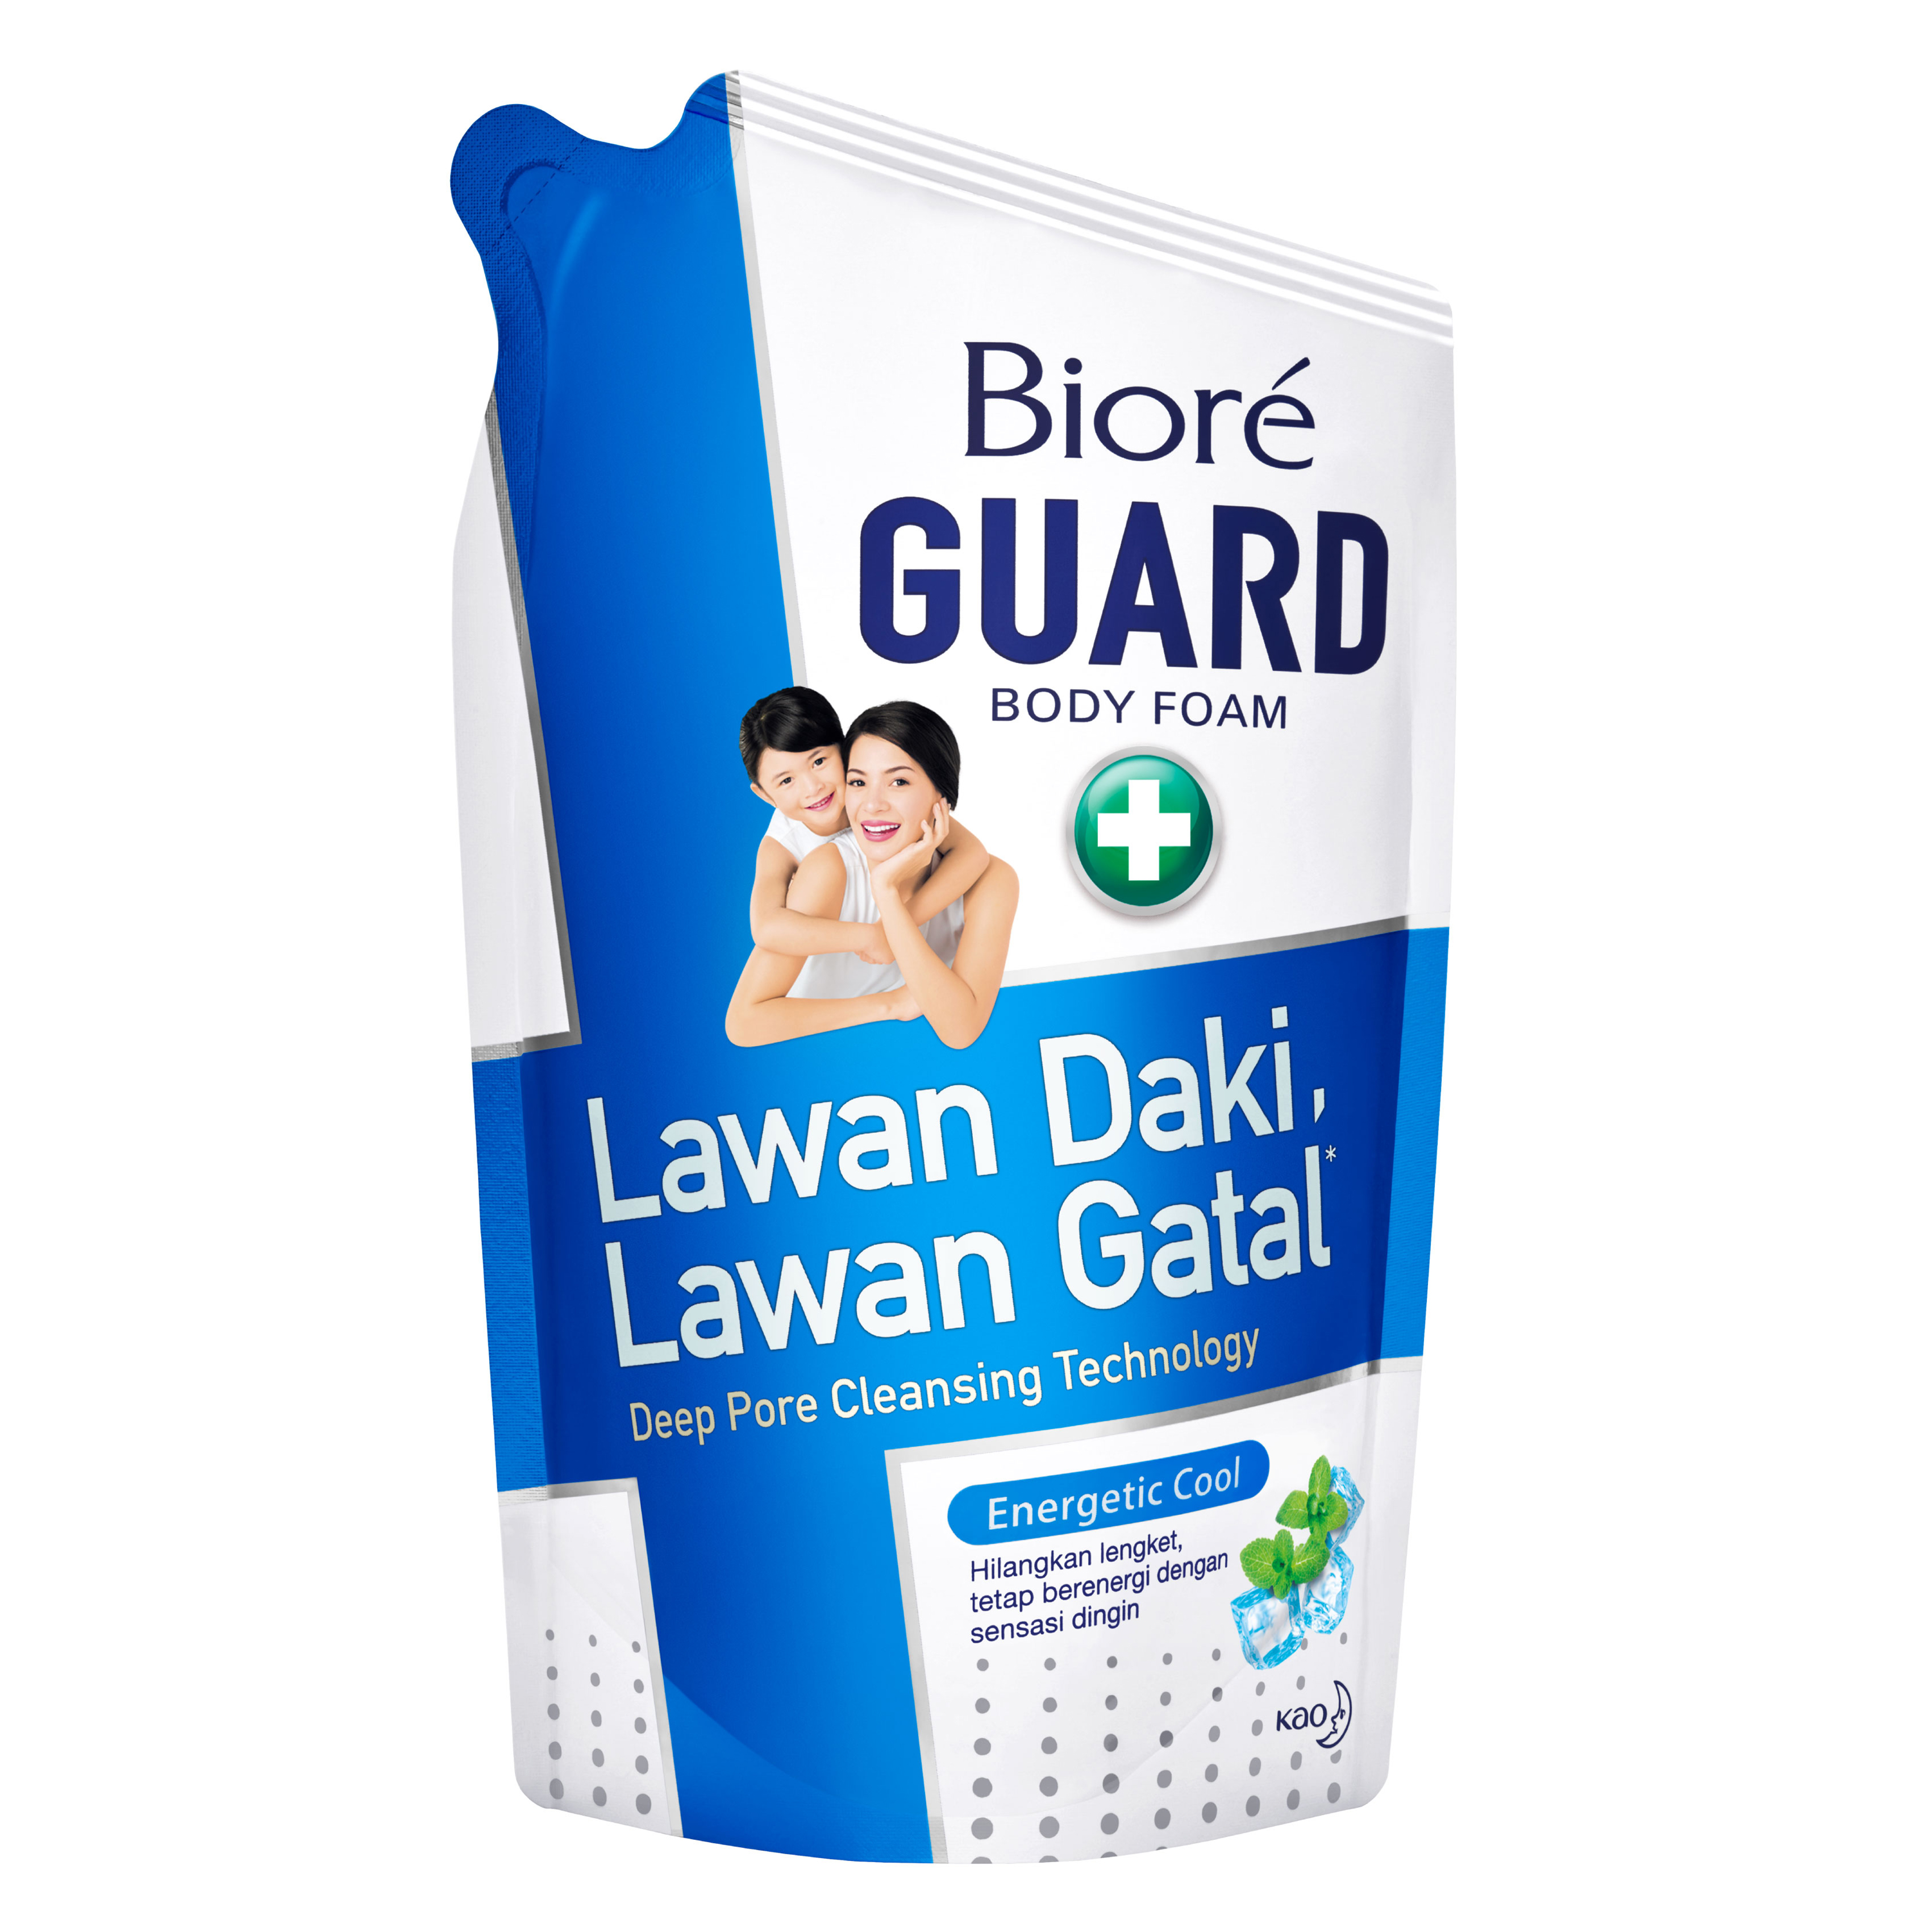 Bioré
GUARD
BODY FOAM
Lawan Daki,
Lawan Gatal*
Deep Pore Cleansing Technology
Energetic Cool
Hilangkan lengket,
tetap berenergi dengan
sensasi dingin
Kao